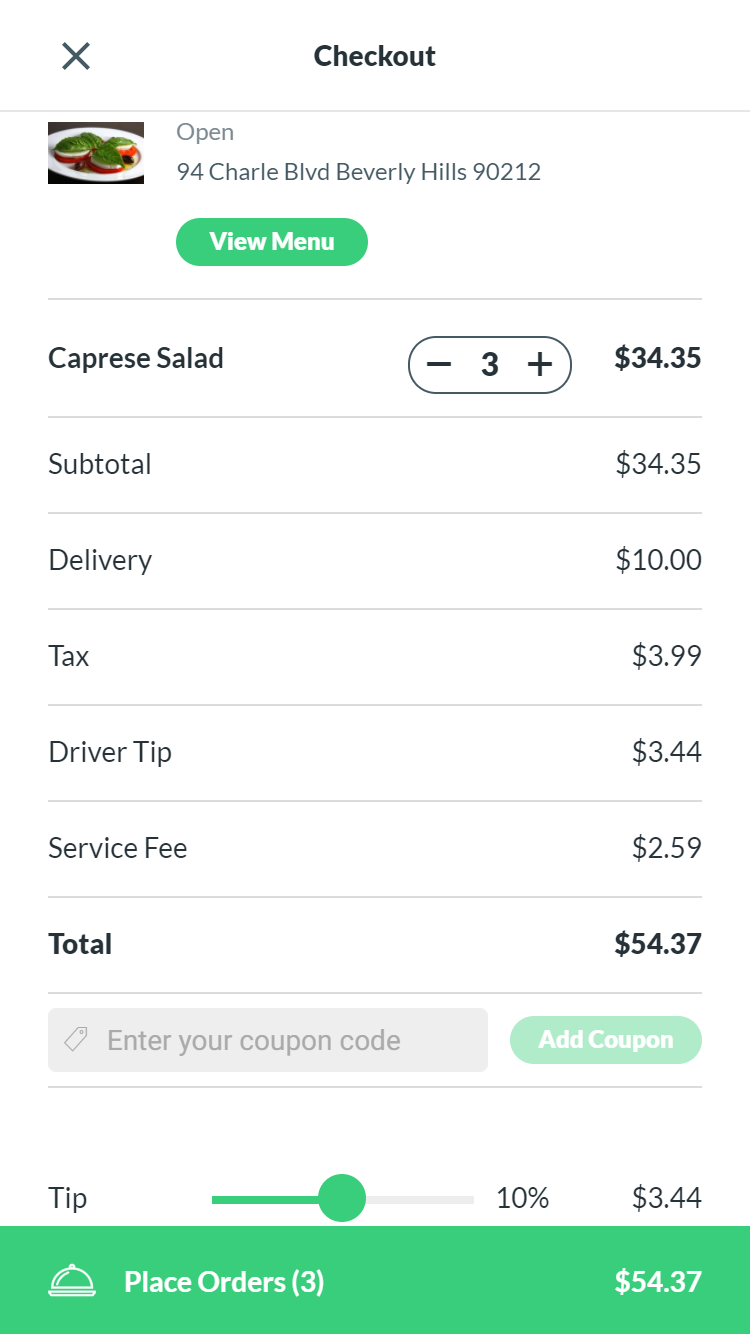 Checkout
Open
94 Charle Blvd Beverly Hills 90212
View Menu
Caprese Salad 3 $34.35
Subtotal $34.35
Delivery $10.00
Tax $3.99
Driver Tip $3.44
Service Fee $2.59
Total $54.37
Enter your coupon code Add Coupon
Tip 10% $3.44
Place Orders (3) $54.37